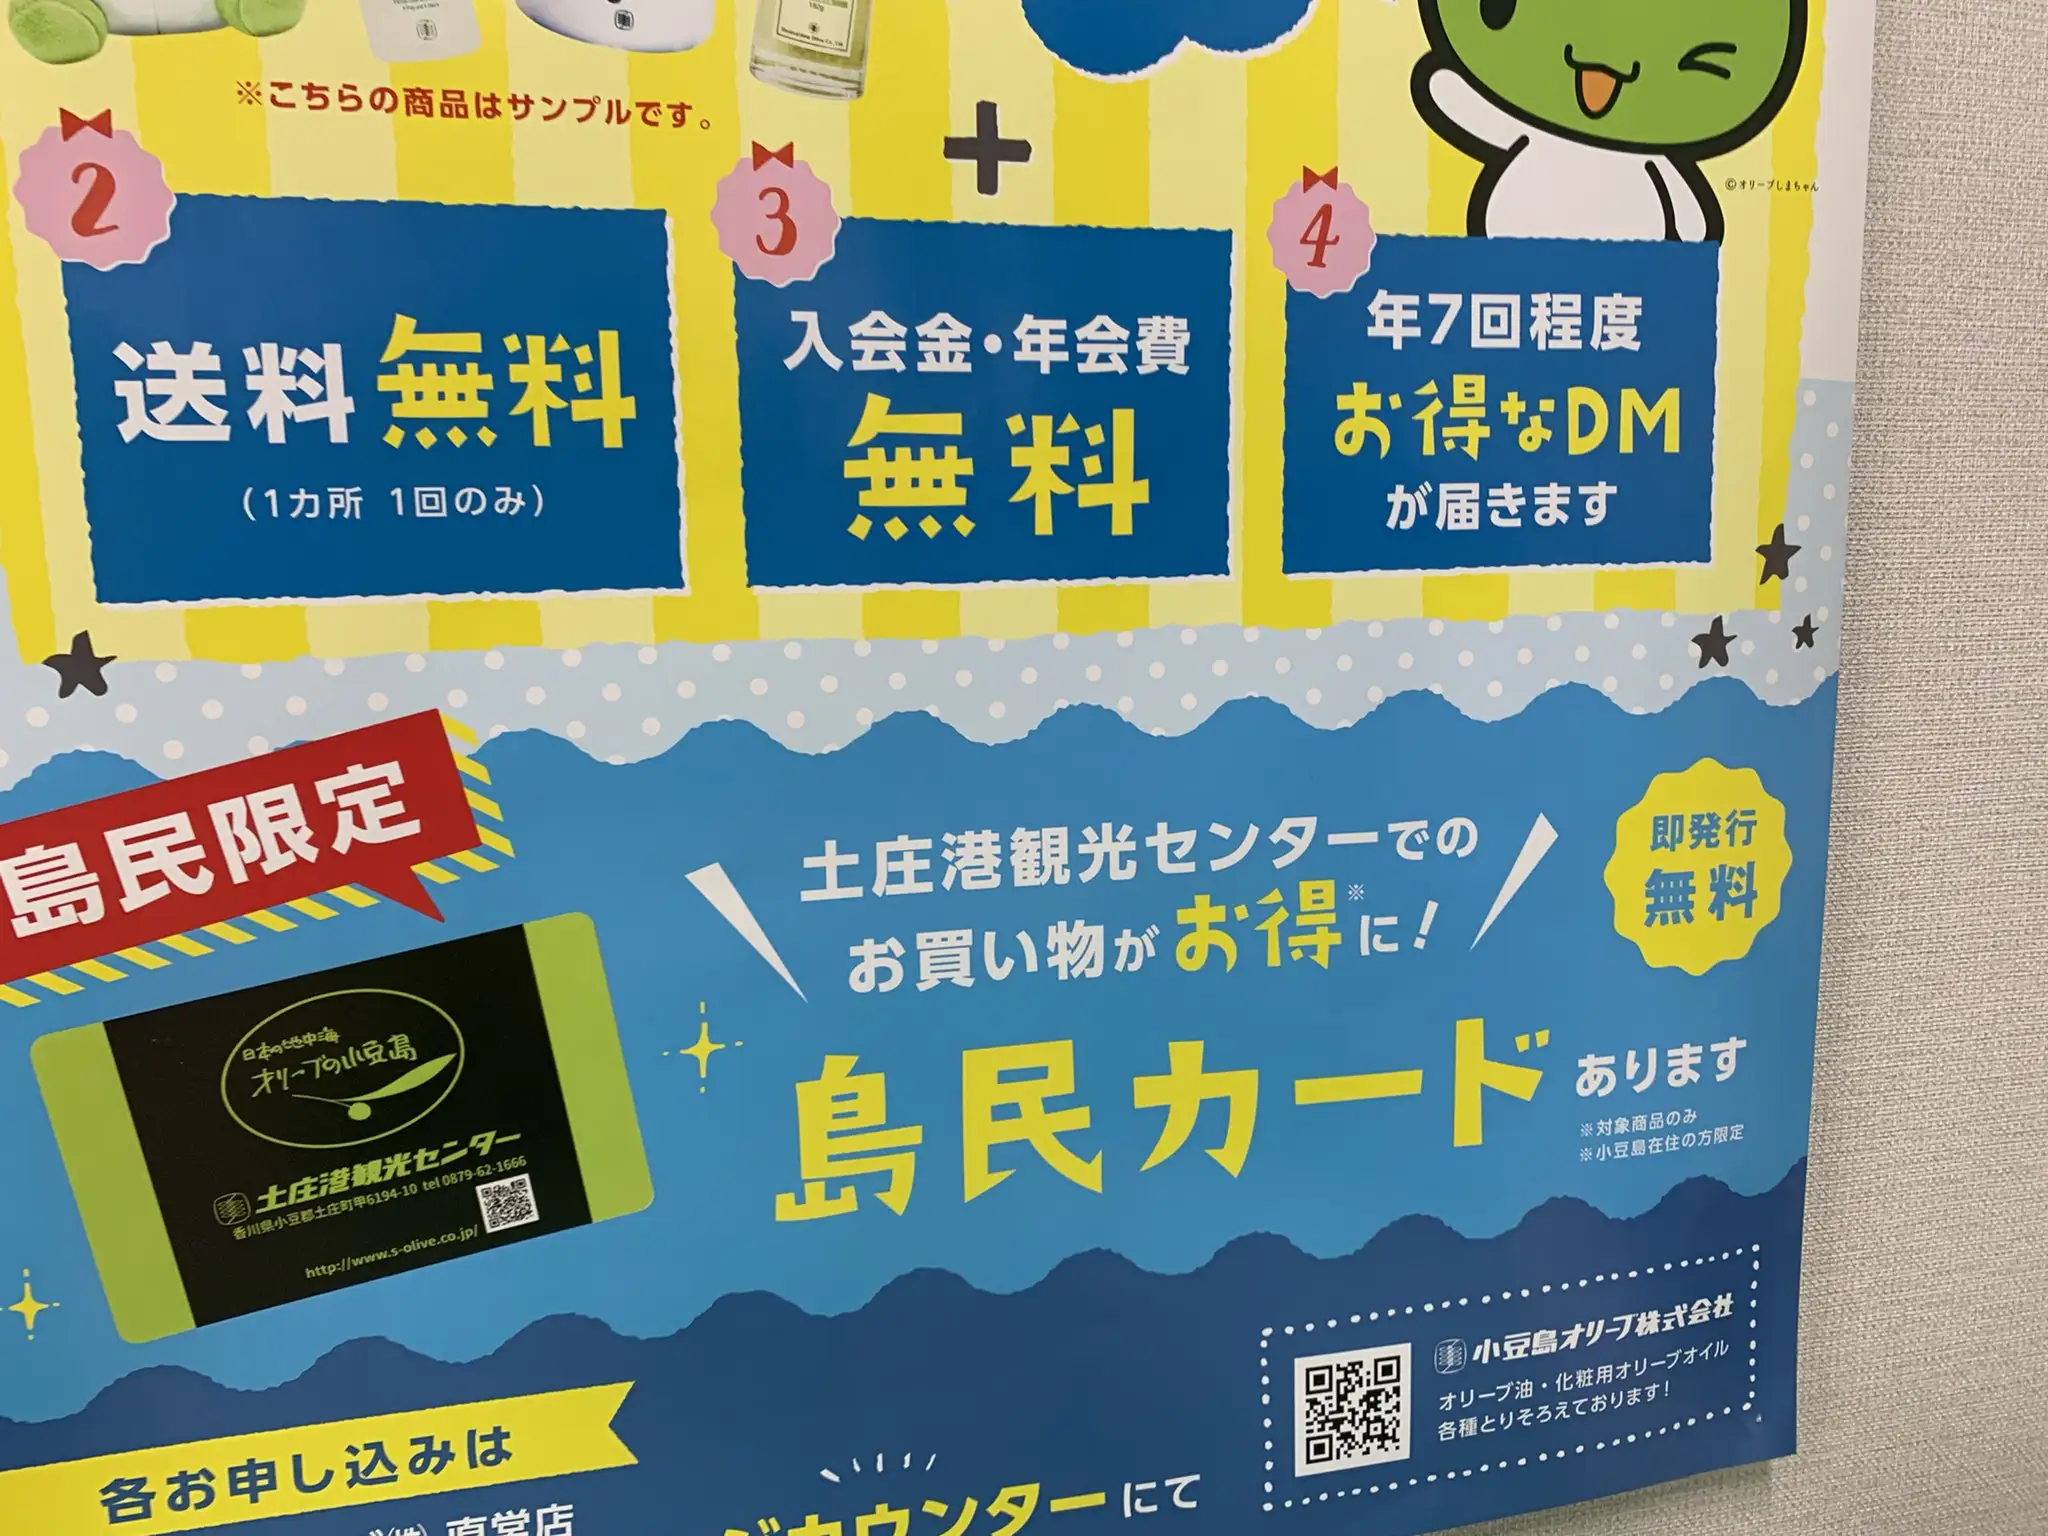 ※こちらの商品はサンプルです。
©オリーブしまちゃん
2
送料無料
(1カ所 1回のみ)
3
入会金・年会費
無料
4
年7回程度
お得なDM
が届きます
島民限定
土庄港観光センターでの
お買い物がお得※に!
即発行
無料
島民カード
あります
※対象商品のみ
※小豆島在住の方限定
日本の地中海
オリーブの小豆島
土庄港観光センター
香川県小豆郡土庄町甲6194-10 tel 0879-62-1666
http://www.s-olive.co.jp/
小豆島オリーブ株式会社
オリーブ油・化粧用オリーブオイル
各種とりそろえております!
各お申し込みは
直営店
カウンターにて